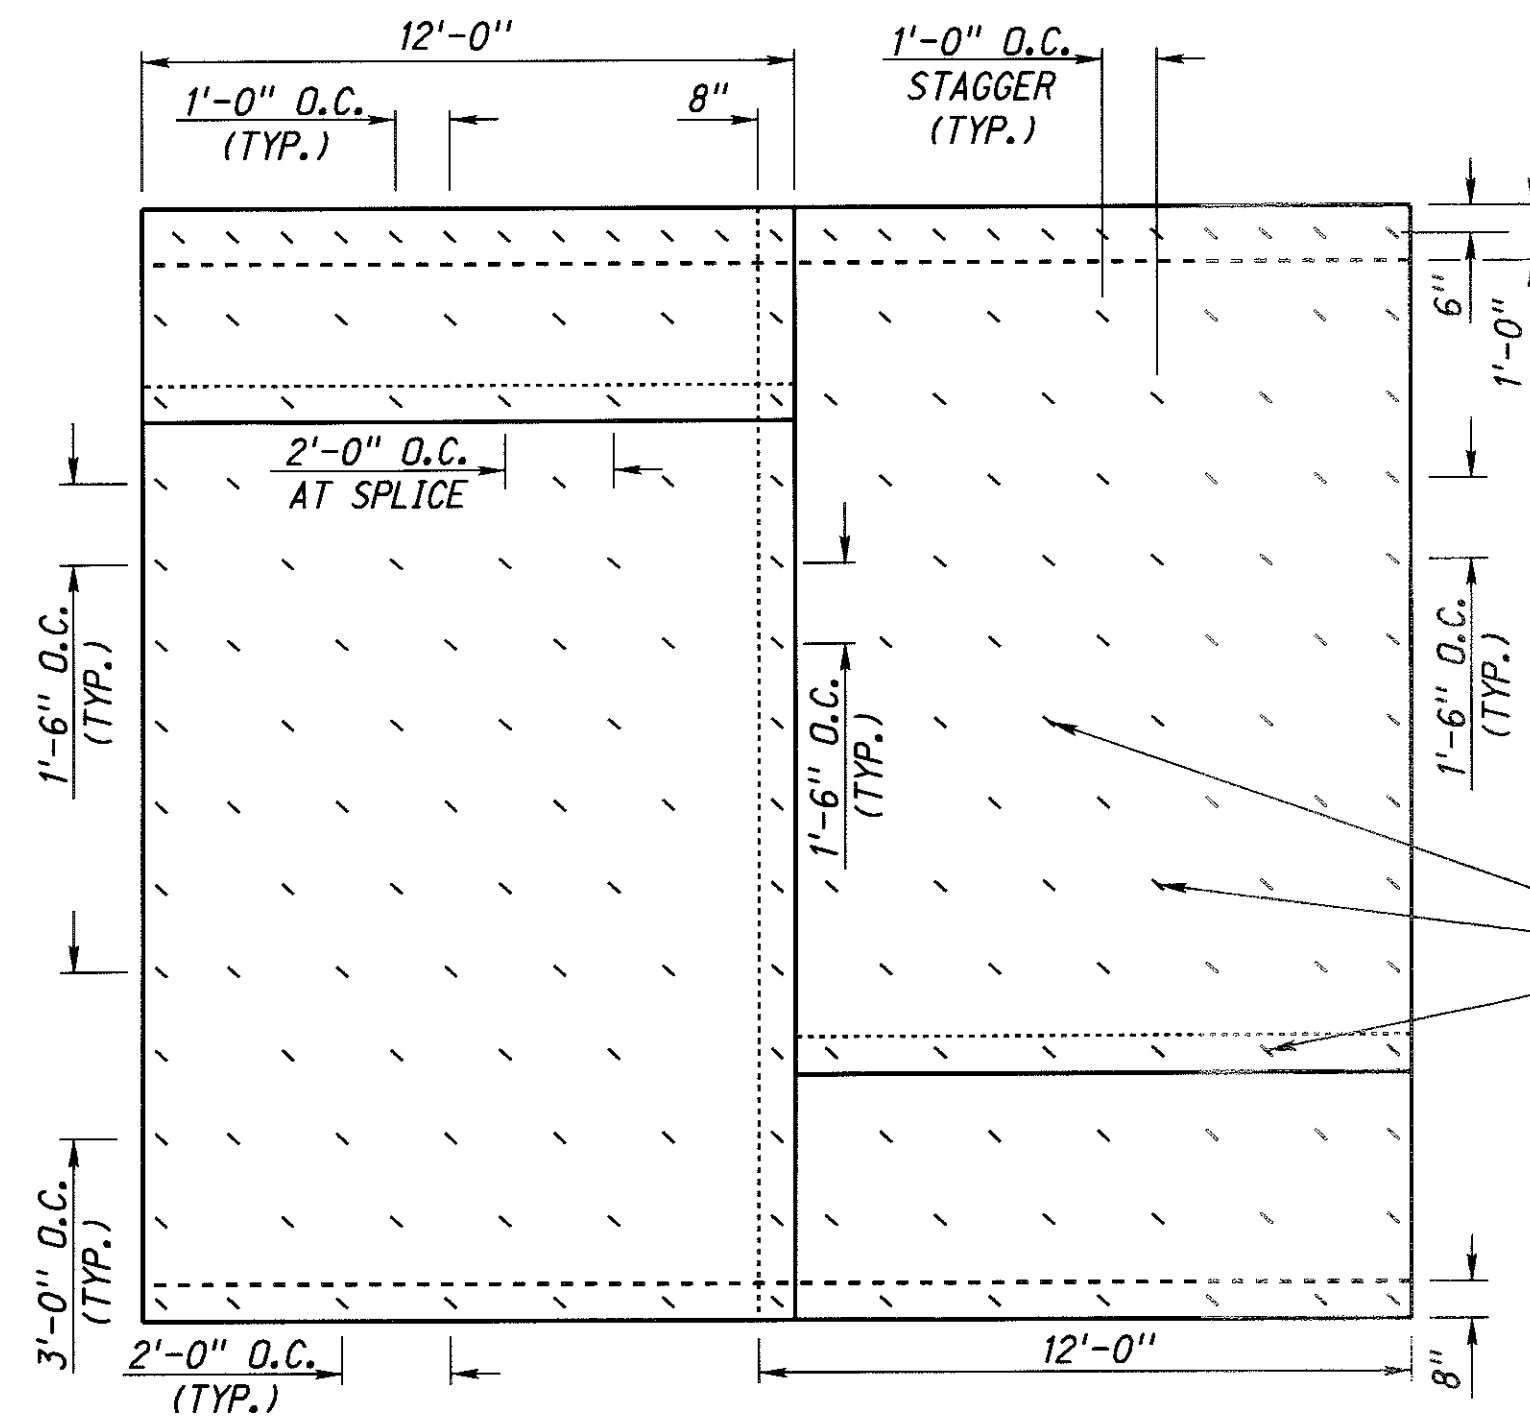 12'-0"
1'-0" O.C.
(TYP.)
8"
1'-0" O.C.
STAGGER
(TYP.)
6"
1'-0"
2'-0" O.C.
AT SPLICE
1'-6" O.C.
(TYP.)
1'-6" O.C.
(TYP.)
1'-6" O.C.
(TYP.)
3'-0" O.C.
(TYP.)
2'-0" O.C.
(TYP.)
12'-0"
8"